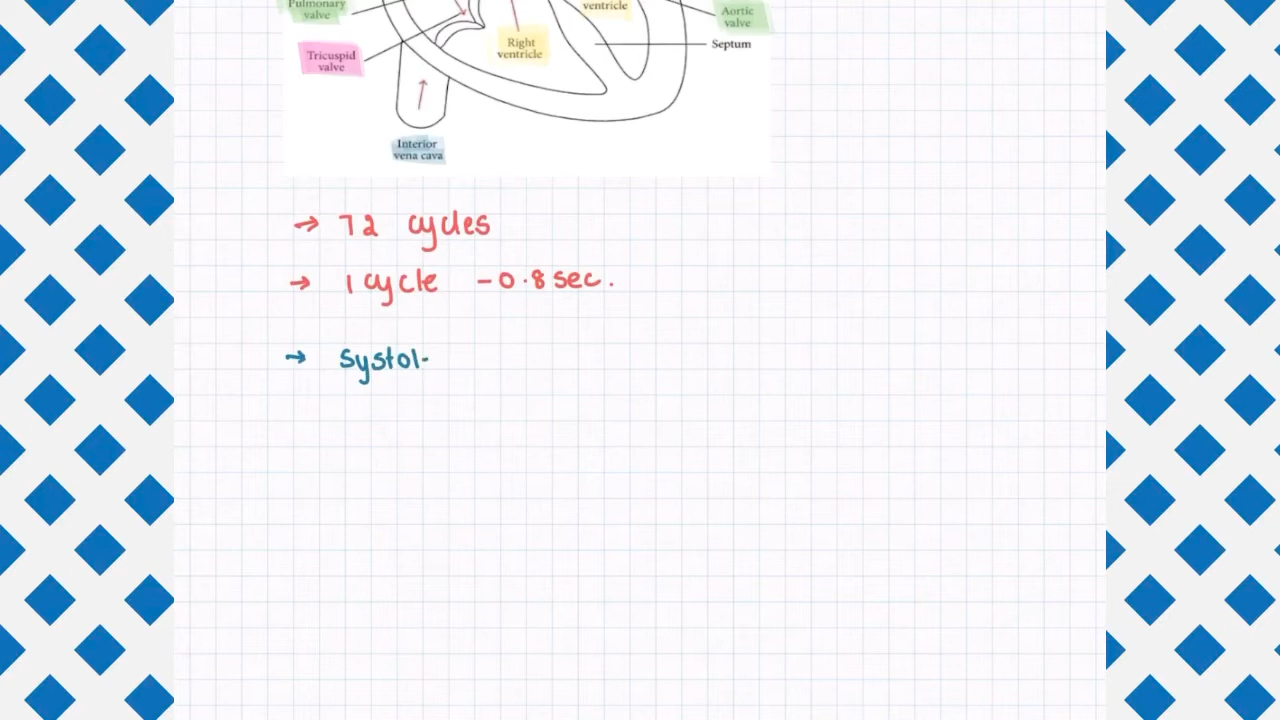 Pulmonary
valve
ventricle
Aortic
valve
Septum
Right
ventricle
Tricuspid
valve
Interior
vena cava
→ 72 cycles
→ 1 cycle - 0.8 sec.
→ Systol-